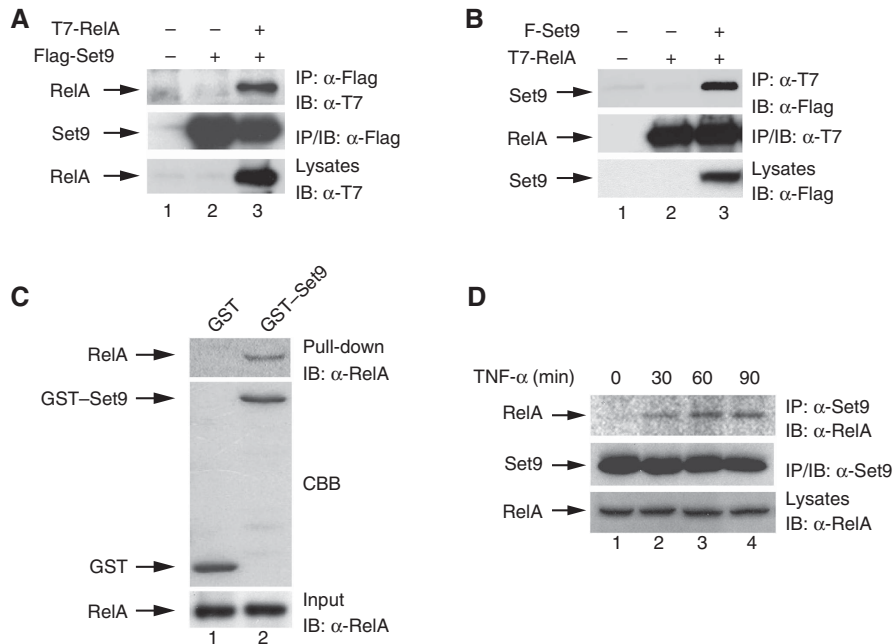 A
T7-RelA – – +
Flag-Set9 – + +
RelA
IP: α-Flag
IB: α-T7
Set9
IP/IB: α-Flag
RelA
Lysates
IB: α-T7
1 2 3
B
F-Set9 – – +
T7-RelA – + +
Set9
IP: α-T7
IB: α-Flag
RelA
IP/IB: α-T7
Set9
Lysates
IB: α-Flag
1 2 3
C
GST GST–Set9
RelA
Pull-down
IB: α-RelA
GST–Set9
CBB
GST
RelA
Input
IB: α-RelA
1 2
D
TNF-α (min) 0 30 60 90
RelA
IP: α-Set9
IB: α-RelA
Set9
IP/IB: α-Set9
RelA
Lysates
IB: α-RelA
1 2 3 4